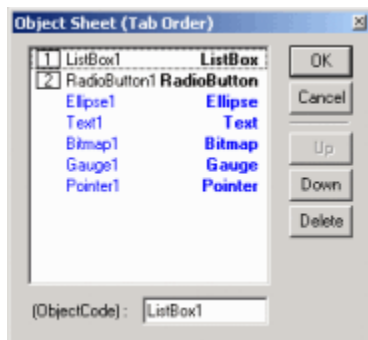 Object Sheet (Tab Order)
1 ListBox1 ListBox
2 RadioButton1 RadioButton
Ellipse1 Ellipse
Text1 Text
Bitmap1 Bitmap
Gauge1 Gauge
Pointer1 Pointer
OK
Cancel
Up
Down
Delete
(ObjectCode) : ListBox1